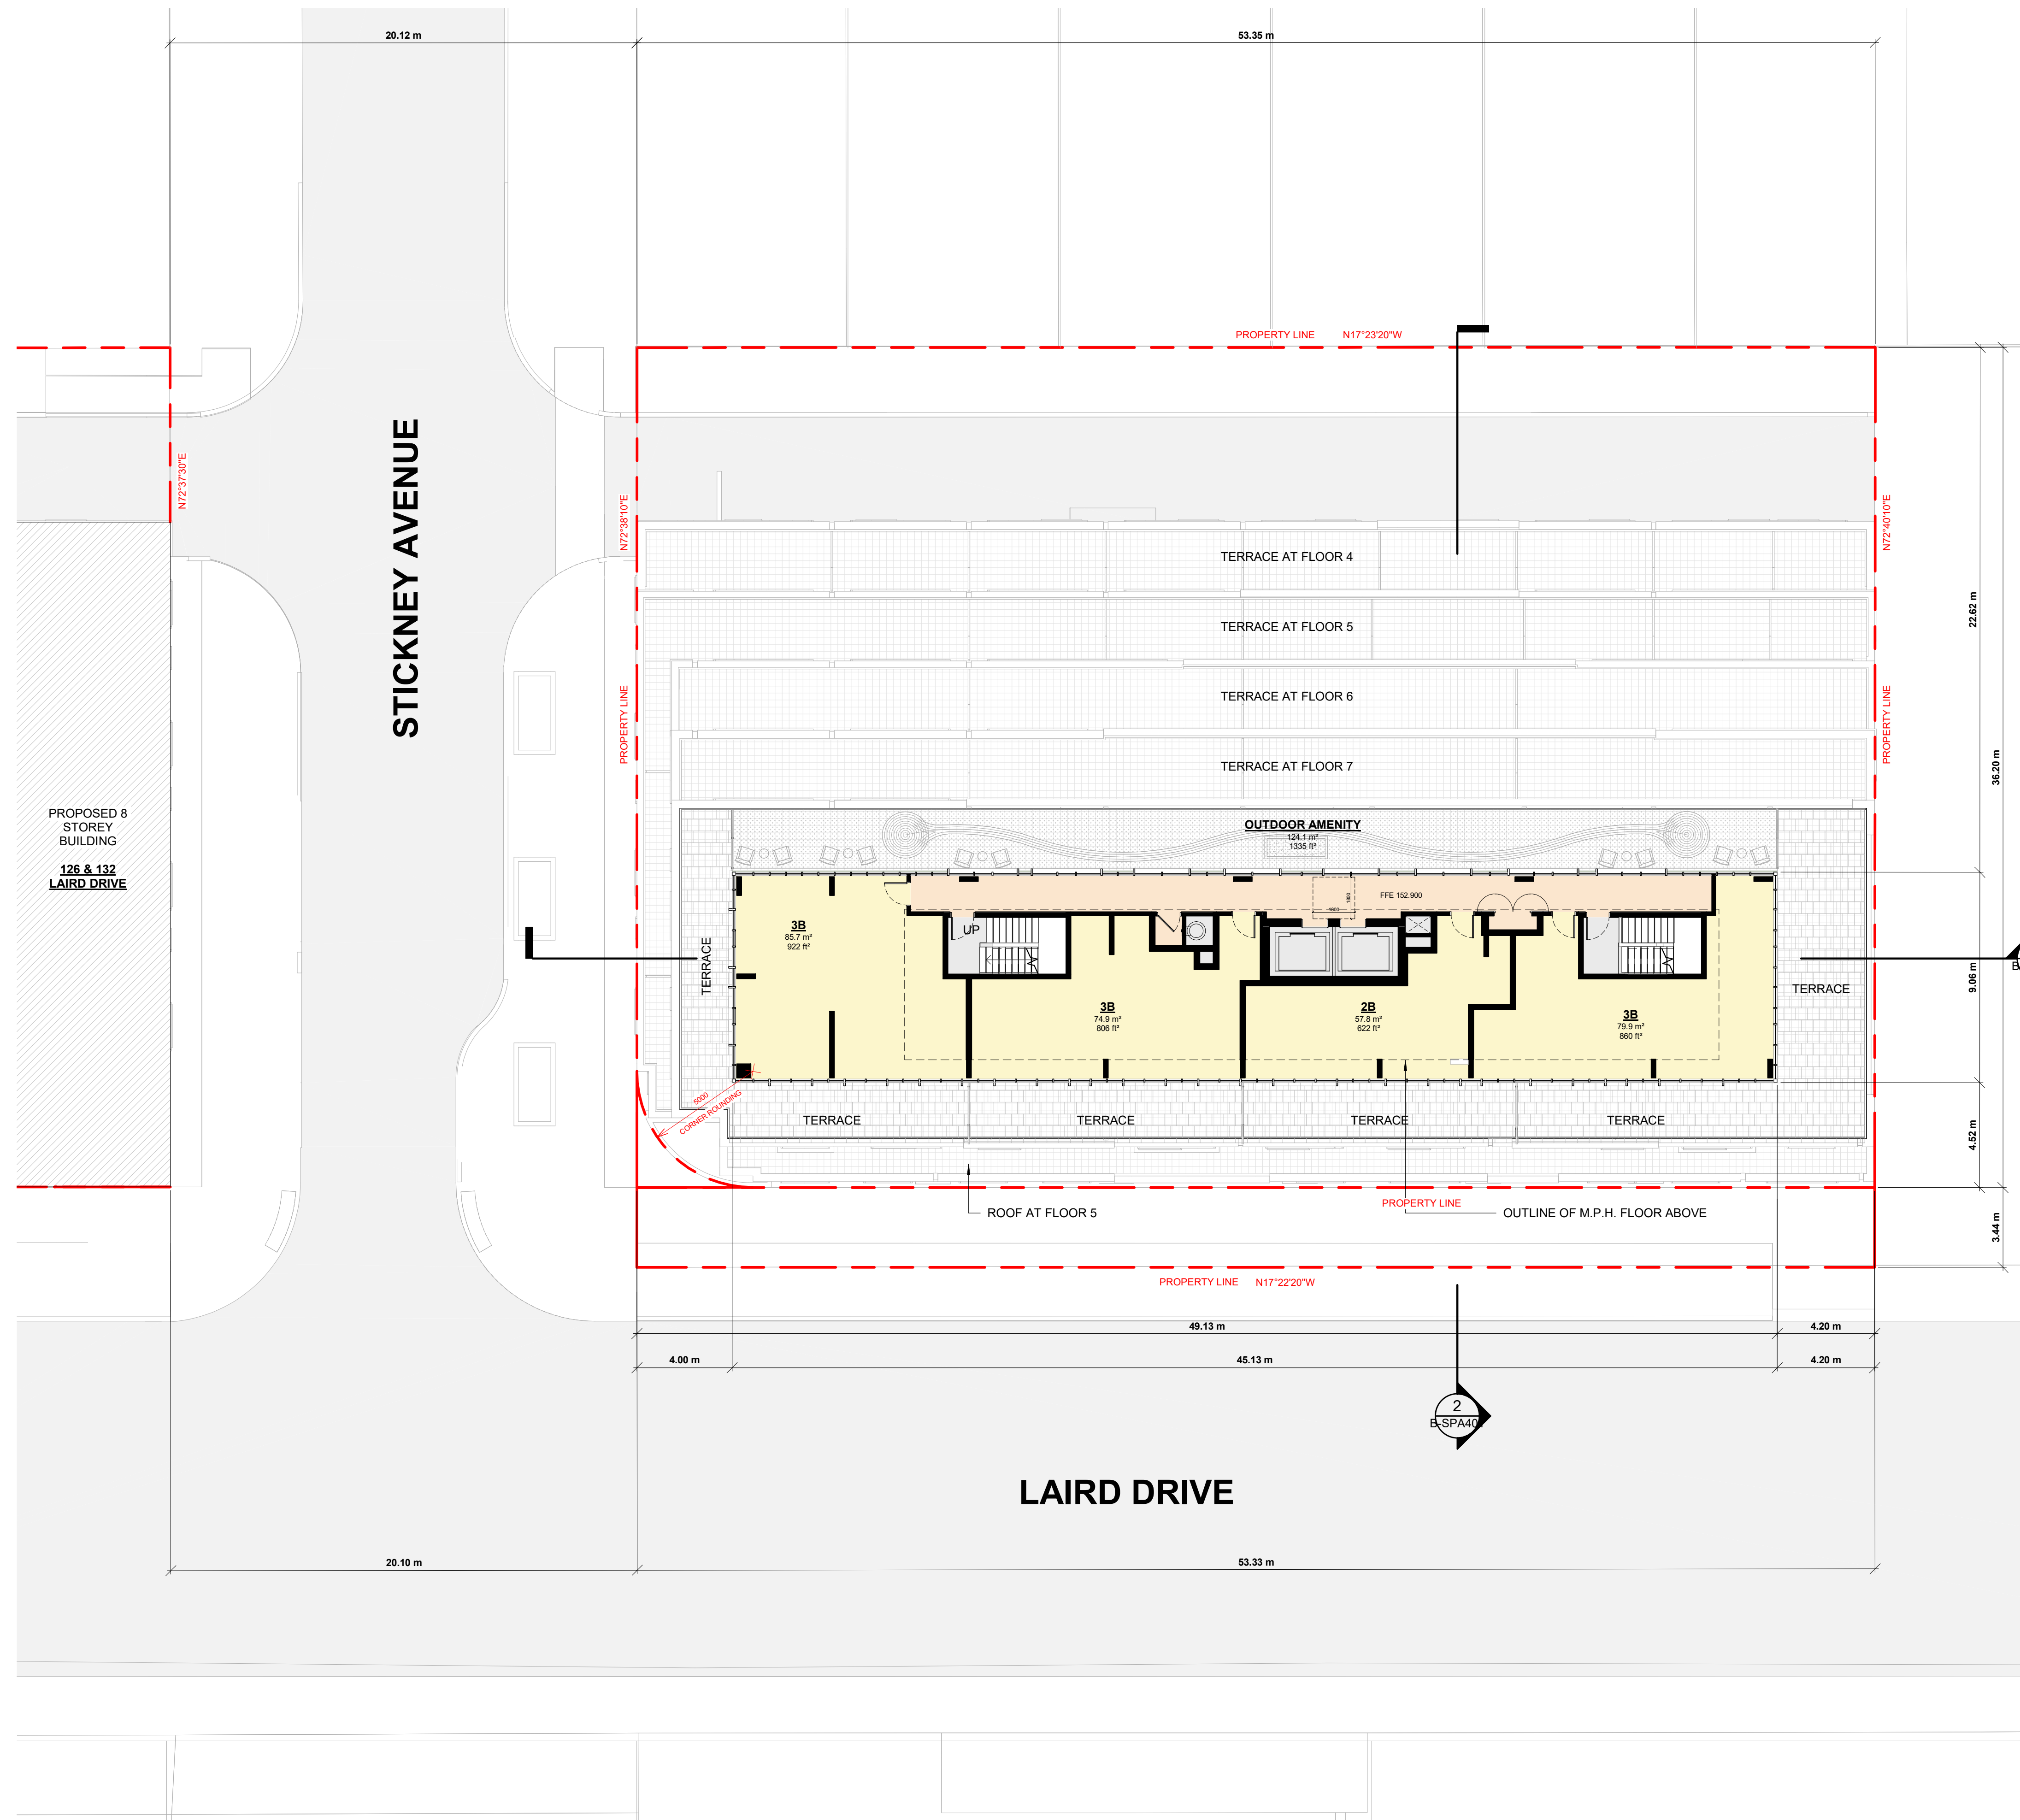 20.12 m
53.35 m
PROPERTY LINE N17°23'20"W
N72°37'30"E
STICKNEY AVENUE
N72°38'10"E
N72°40'10"E
TERRACE AT FLOOR 4
TERRACE AT FLOOR 5
22.62 m
TERRACE AT FLOOR 6
PROPERTY LINE
PROPERTY LINE
TERRACE AT FLOOR 7
36.20 m
PROPOSED 8
STOREY
BUILDING
126 & 132
LAIRD DRIVE
OUTDOOR AMENITY
124.1 m²
1335 ft²
FFE 152.900
1800
1800
3B
85.7 m²
922 ft²
UP
TERRACE
TERRACE
9.06 m
B
3B
74.9 m²
806 ft²
2B
57.8 m²
622 ft²
3B
79.9 m²
860 ft²
5000
CORNER ROUNDING
TERRACE
TERRACE
TERRACE
TERRACE
4.52 m
PROPERTY LINE
ROOF AT FLOOR 5
OUTLINE OF M.P.H. FLOOR ABOVE
3.44 m
PROPERTY LINE N17°22'20"W
49.13 m
4.20 m
4.00 m
45.13 m
4.20 m
2
B-SPA40
LAIRD DRIVE
20.10 m
53.33 m